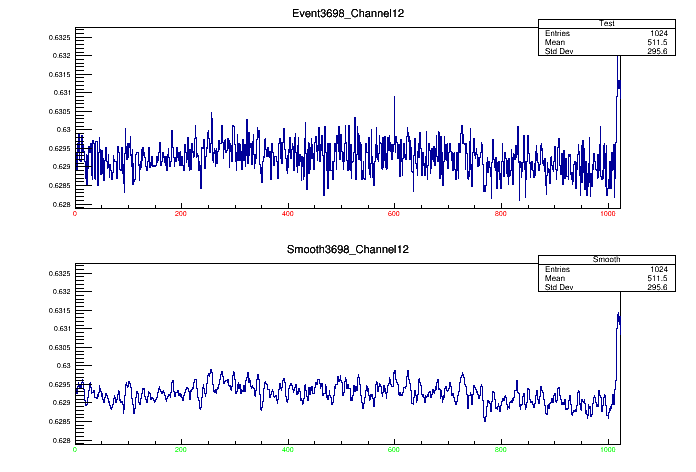 Event3698_Channel12
Test
Entries 1024
Mean 511.5
Std Dev 295.6
0.6325
0.632
0.6315
0.631
0.6305
0.63
0.6295
0.629
0.6285
0.628
0 200 400 600 800 1000
Smooth3698_Channel12
Smooth
Entries 1024
Mean 511.5
Std Dev 295.6
0.6325
0.632
0.6315
0.631
0.6305
0.63
0.6295
0.629
0.6285
0.628
0 200 400 600 800 1000